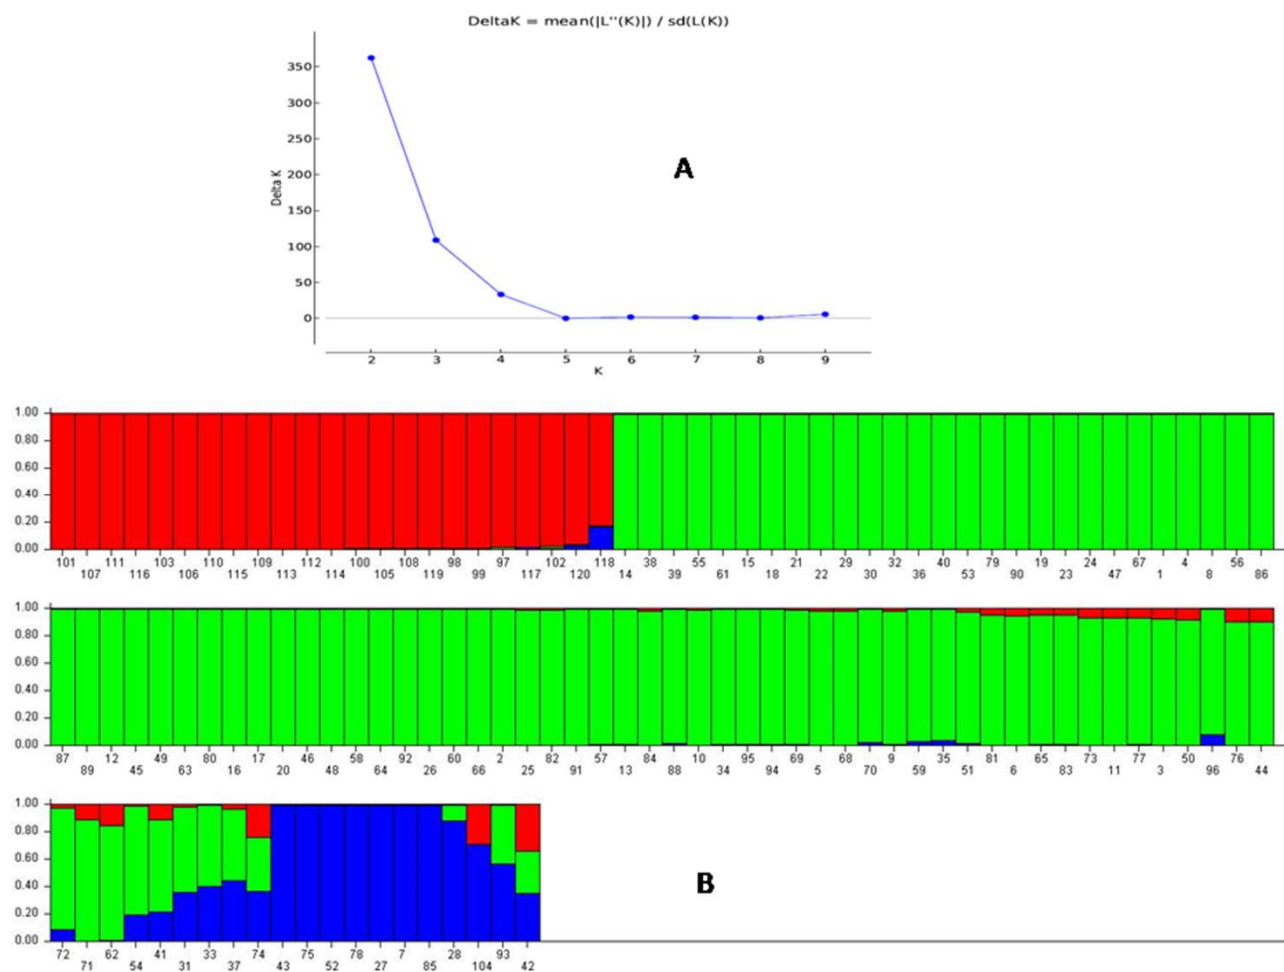 DeltaK = mean(|L''(K)|) / sd(L(K))
350
300
250
200
150
100
50
0
Delta K
A
2 3 4 5 6 7 8 9
K
1.00
0.80
0.60
0.40
0.20
0.00
101 111 103 110 109 112 100 108 98 97 102 118 38 55 15 21 29 32 40 79 19 24 67 4 56
107 116 106 115 113 114 105 119 99 117 120 14 39 61 18 22 30 36 53 90 23 47 1 8 86
1.00
0.80
0.60
0.40
0.20
0.00
87 12 49 80 17 46 58 92 60 2 82 57 84 10 95 69 68 9 35 81 65 73 77 50 76
89 45 63 16 20 48 64 26 66 25 91 13 88 34 94 5 70 59 51 6 83 11 3 96 44
1.00
0.80
0.60
0.40
0.20
0.00
B
72 62 41 33 74 75 78 7 28 93
71 54 31 37 43 52 27 85 104 42